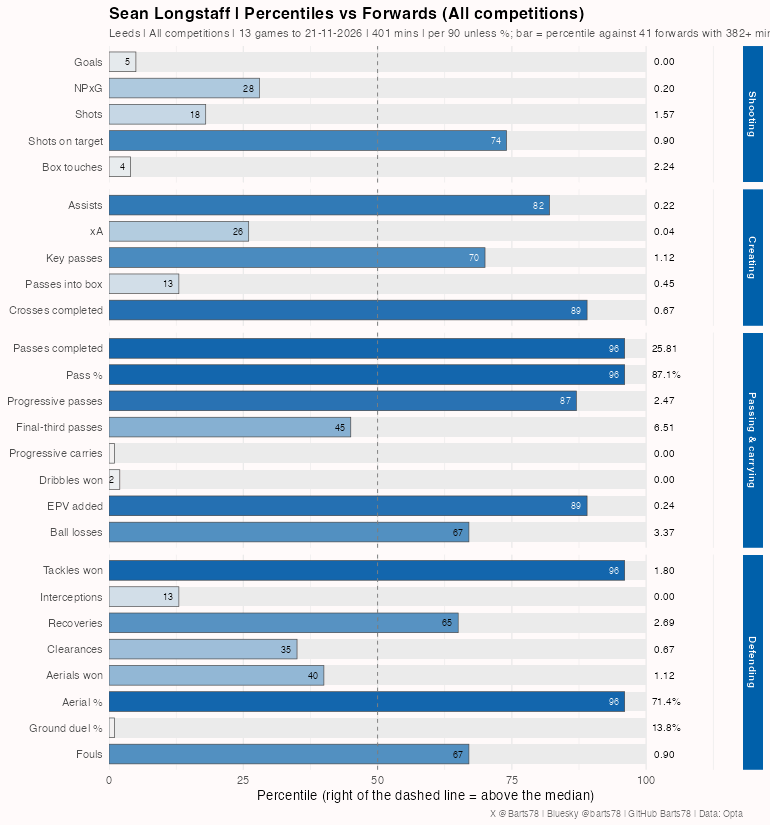 Sean Longstaff | Percentiles vs Forwards (All competitions)
Leeds | All competitions | 13 games to 21-11-2026 | 401 mins | per 90 unless %; bar = percentile against 41 forwards with 382+ min
Goals 5 0.00
NPxG 28 0.20
Shots 18 1.57
Shots on target 74 0.90
Box touches 4 2.24
Shooting
Assists 82 0.22
xA 26 0.04
Key passes 70 1.12
Passes into box 13 0.45
Crosses completed 89 0.67
Creating
Passes completed 96 25.81
Pass % 96 87.1%
Progressive passes 87 2.47
Final-third passes 45 6.51
Progressive carries 0.00
Dribbles won 2 0.00
EPV added 89 0.24
Ball losses 67 3.37
Passing & carrying
Tackles won 96 1.80
Interceptions 13 0.00
Recoveries 65 2.69
Clearances 35 0.67
Aerials won 40 1.12
Aerial % 96 71.4%
Ground duel % 13.8%
Fouls 67 0.90
Defending
0 25 50 75 100
Percentile (right of the dashed line = above the median)
X @Barts78 | Bluesky @barts78 | GitHub Barts78 | Data: Opta